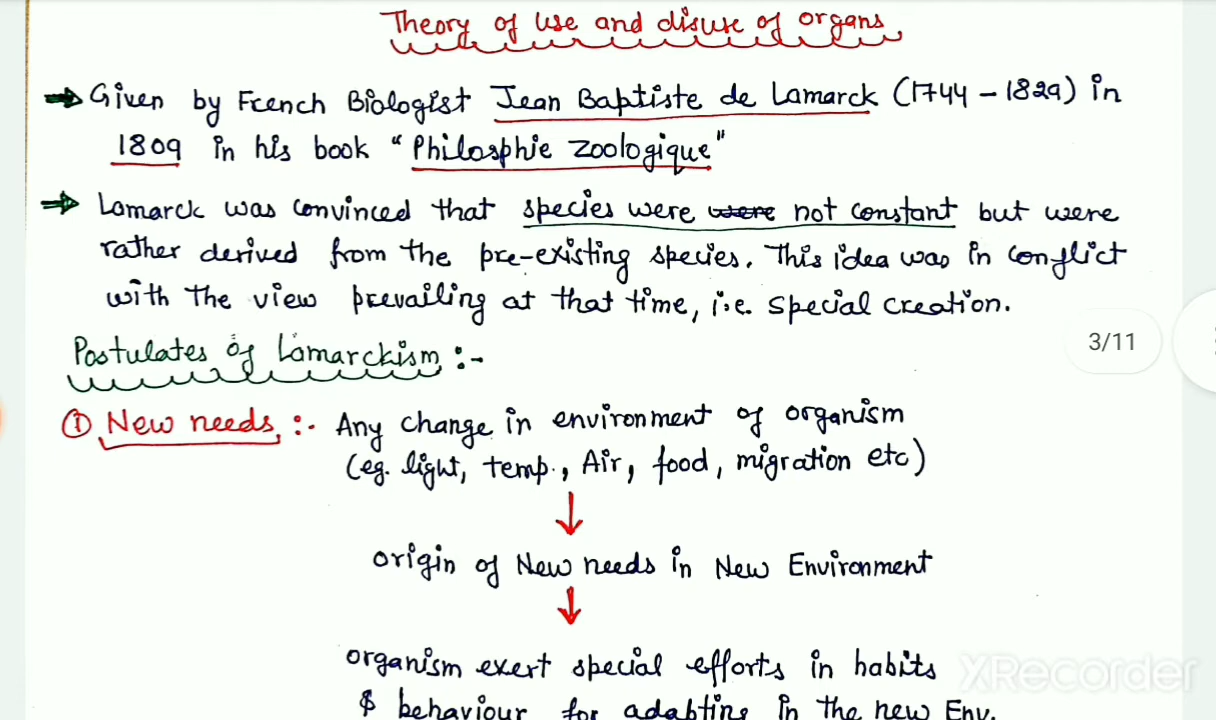 Theory of use and disuse of organs
Given by French Biologist Jean Baptiste de Lamarck (1744 - 1829) in
1809 in his book "Philosphie zoologique"
Lamarck was convinced that species were were not constant but were
rather derived from the pre-existing species. This idea was in conflict
with the view prevailing at that time, i.e. special creation.
Postulates of Lamarckism :-
3/11
① New needs :- Any change in environment of organism
(eg. light, temp., Air, food, migration etc)
↓
origin of New needs in New Environment
↓
organism exert special efforts in habits
XRecorder
& behaviour for adapting in the new Env.